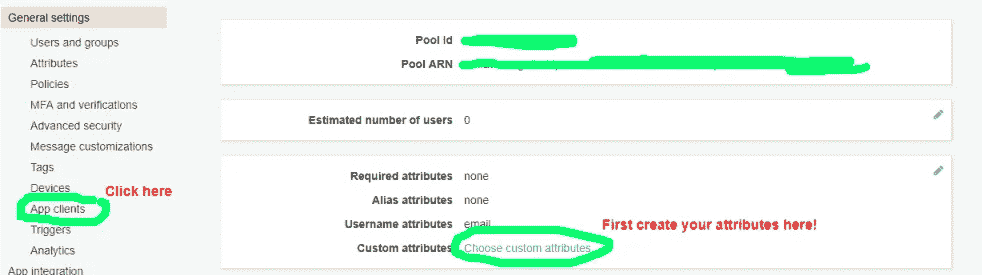 General settings
Users and groups
Attributes
Policies
MFA and verifications
Advanced security
Message customizations
Tags
Devices
Click here
App clients
Triggers
Analytics
App integration
Pool Id
Pool ARN
Estimated number of users 0
Required attributes none
Alias attributes none
Username attributes email
First create your attributes here!
Custom attributes Choose custom attributes